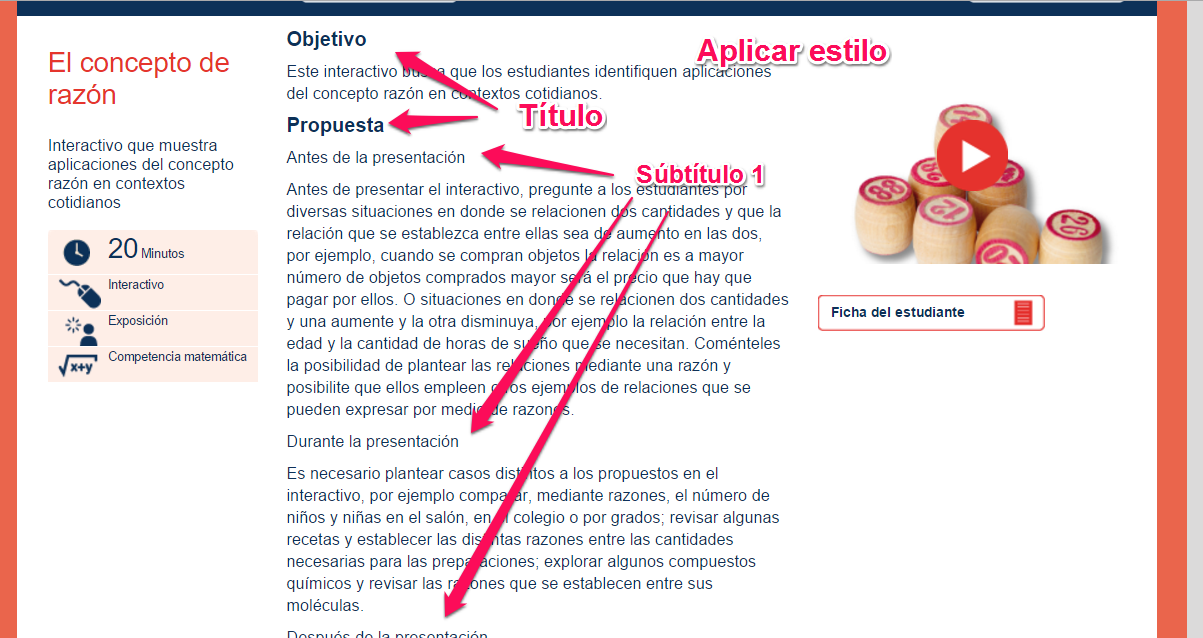 El concepto de
razón
Interactivo que muestra
aplicaciones del concepto
razón en contextos
cotidianos
20 Minutos
Interactivo
Exposición
√x+y Competencia matemática
Objetivo
Este interactivo busca que los estudiantes identifiquen aplicaciones
del concepto razón en contextos cotidianos.
Propuesta
Antes de la presentación
Antes de presentar el interactivo, pregunte a los estudiantes por
diversas situaciones en donde se relacionen dos cantidades y que la
relación que se establezca entre ellas sea de aumento en las dos,
por ejemplo, cuando se compran objetos la relación es a mayor
número de objetos comprados mayor será el precio que hay que
pagar por ellos. O situaciones en donde se relacionen dos cantidades
y una aumente y la otra disminuya, por ejemplo la relación entre la
edad y la cantidad de horas de sueño que se necesitan. Coménteles
la posibilidad de plantear las relaciones mediante una razón y
posibilite que ellos empleen otros ejemplos de relaciones que se
pueden expresar por medio de razones.
Durante la presentación
Es necesario plantear casos distintos a los propuestos en el
interactivo, por ejemplo comparar, mediante razones, el número de
niños y niñas en el salón, en el colegio o por grados; revisar algunas
recetas y establecer las distintas razones entre las cantidades
necesarias para las preparaciones; explorar algunos compuestos
químicos y revisar las razones que se establecen entre sus
moléculas.
Después de la presentación
Aplicar estilo
Título
Súbtítulo 1
88
12
26
Ficha del estudiante